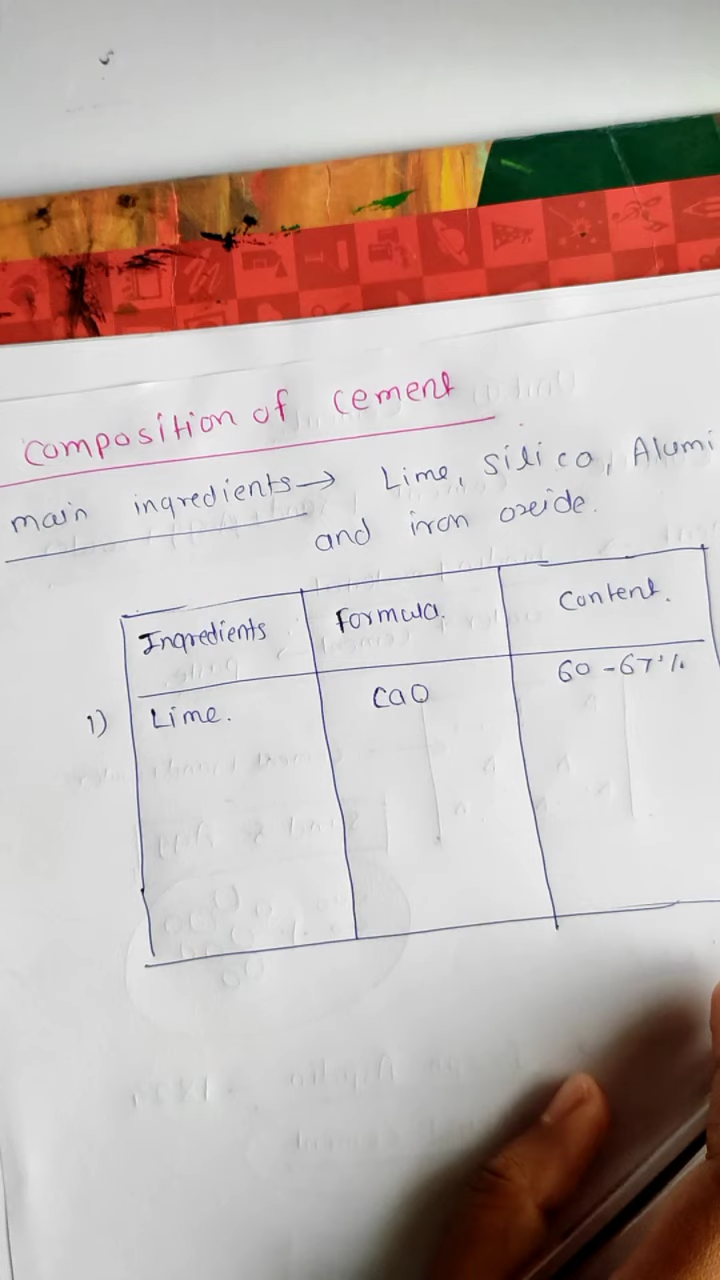 composition of cement
main ingredients → Lime, silica, Alumi
and iron oxide.
Ingredients Formula. Content.
1) Lime. CaO 60-67%